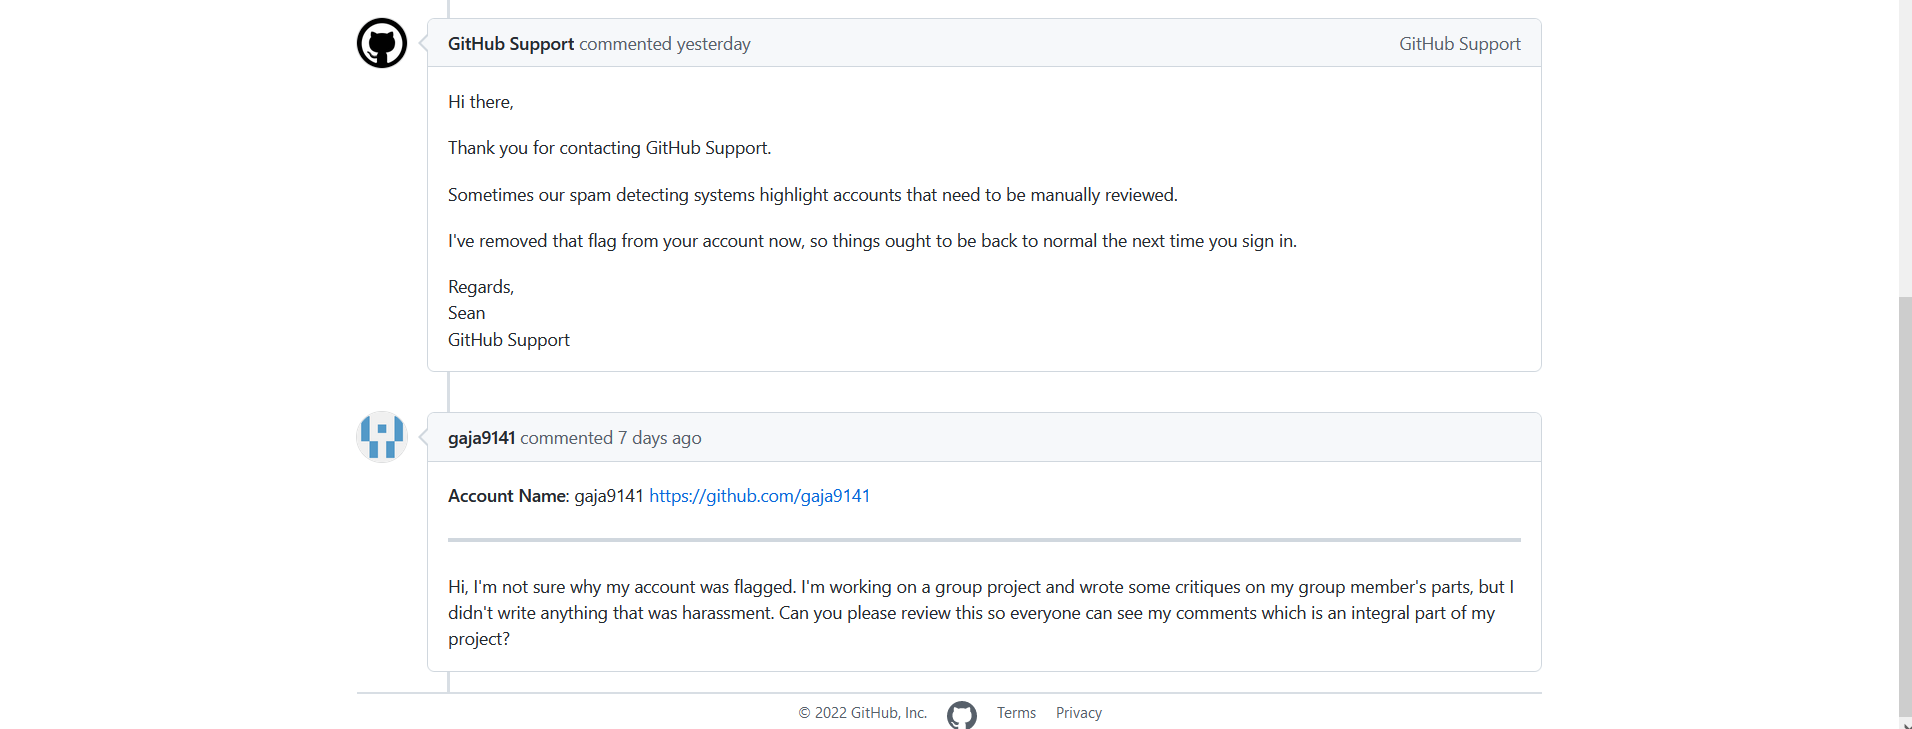 GitHub Support commented yesterday GitHub Support
Hi there,
Thank you for contacting GitHub Support.
Sometimes our spam detecting systems highlight accounts that need to be manually reviewed.
I've removed that flag from your account now, so things ought to be back to normal the next time you sign in.
Regards,
Sean
GitHub Support
gaja9141 commented 7 days ago
Account Name: gaja9141 https://github.com/gaja9141
Hi, I'm not sure why my account was flagged. I'm working on a group project and wrote some critiques on my group member's parts, but I
didn't write anything that was harassment. Can you please review this so everyone can see my comments which is an integral part of my
project?
© 2022 GitHub, Inc. Terms Privacy